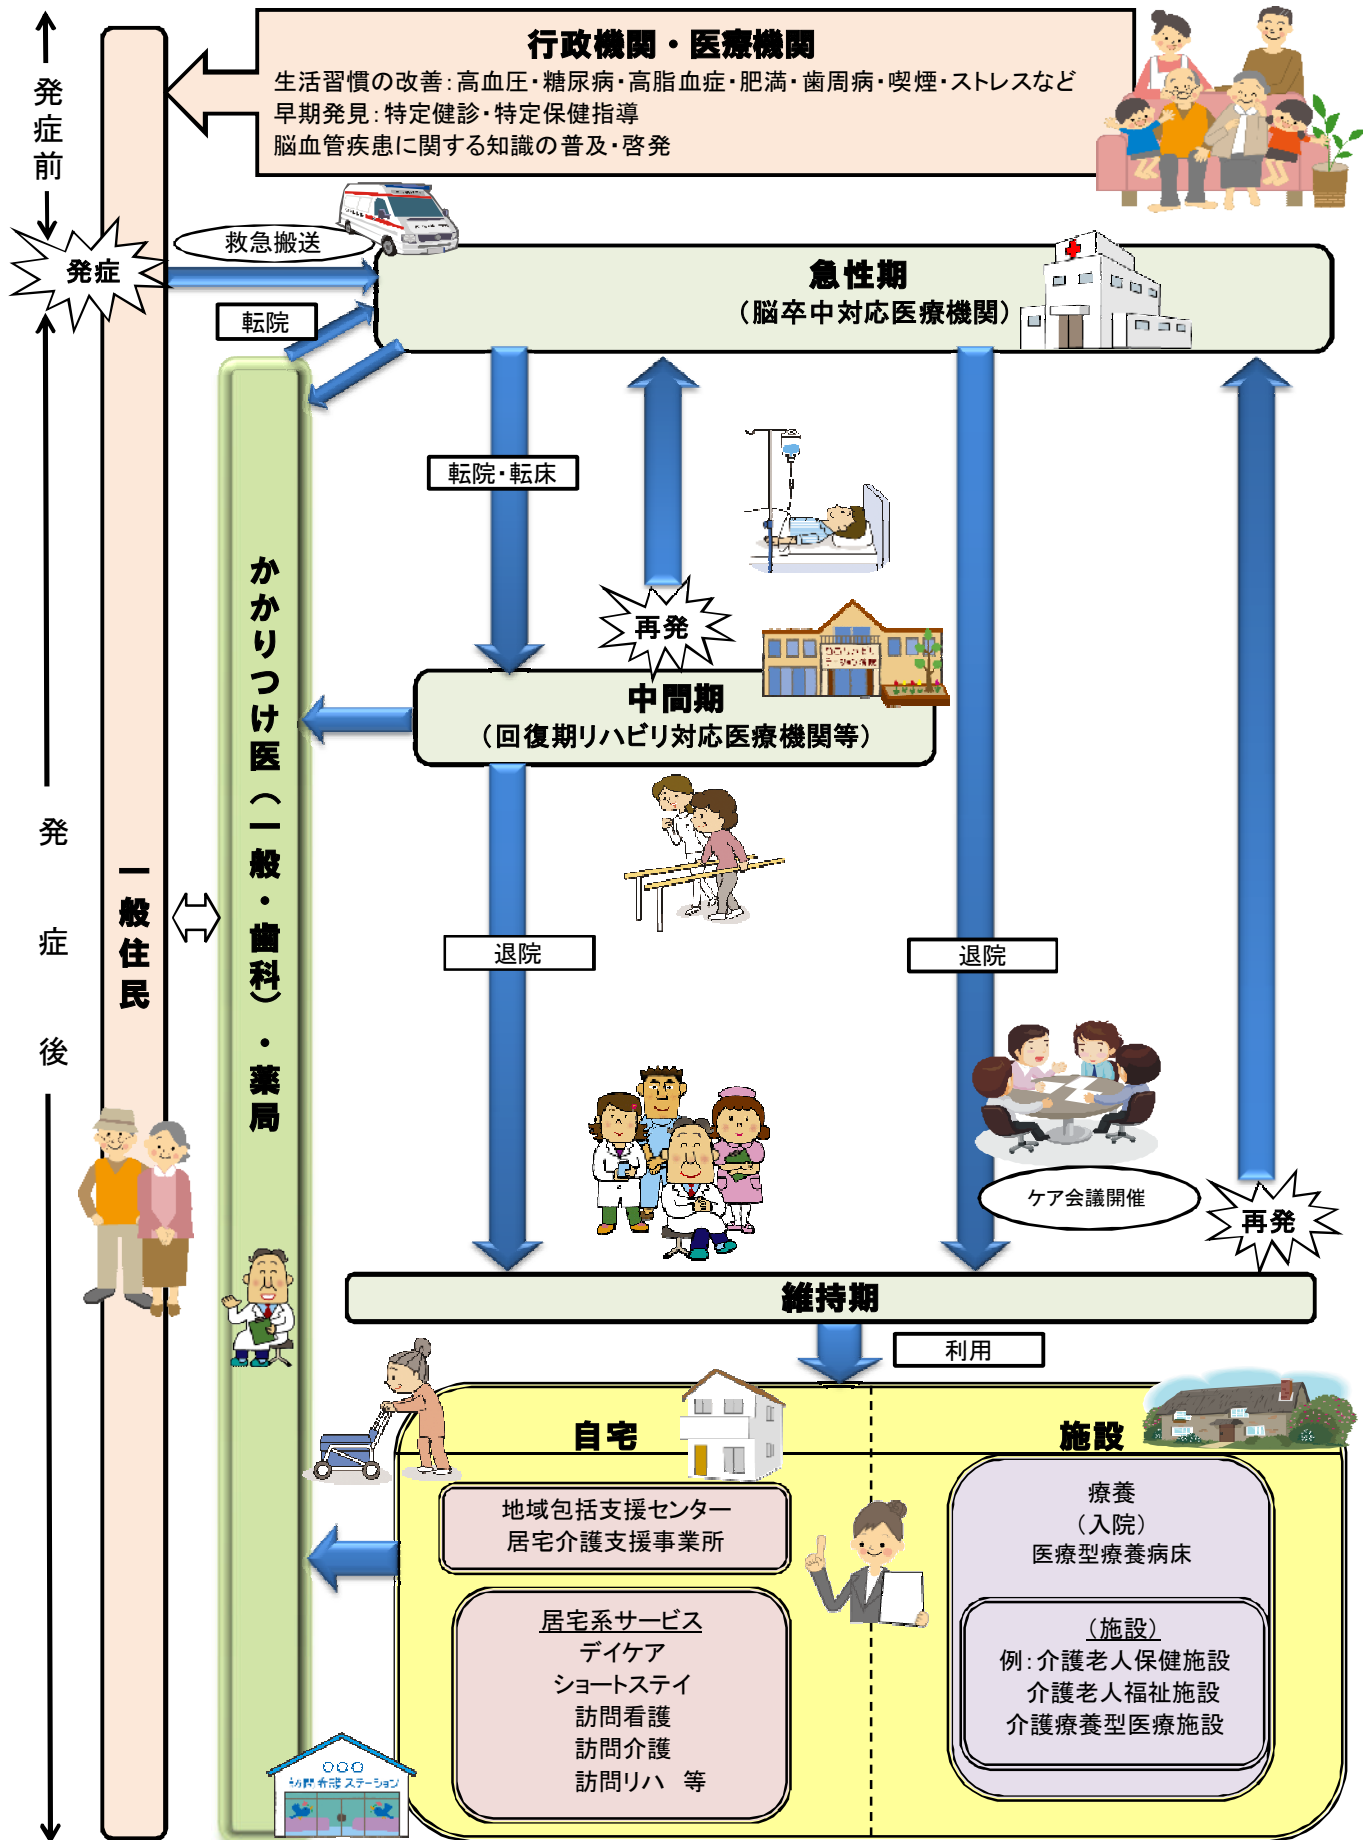 行政機関・医療機関
生活習慣の改善：高血圧・糖尿病・高脂血症・肥満・歯周病・喫煙・ストレスなど
早期発見：特定健診・特定保健指導
脳血管疾患に関する知識の普及・啓発
発症前
発症
発症後
一般住民
救急搬送
転院
急性期
（脳卒中対応医療機関）
かかりつけ医（一般・歯科）・薬局
転院・転床
再発
中間期
（回復期リハビリ対応医療機関等）
退院
退院
ケア会議開催
再発
維持期
利用
自宅
施設
地域包括支援センター
居宅介護支援事業所
居宅系サービス
デイケア
ショートステイ
訪問看護
訪問介護
訪問リハ 等
療養
（入院）
医療型療養病床
（施設）
例：介護老人保健施設
介護老人福祉施設
介護療養型医療施設
○○○
訪問看護ステーション